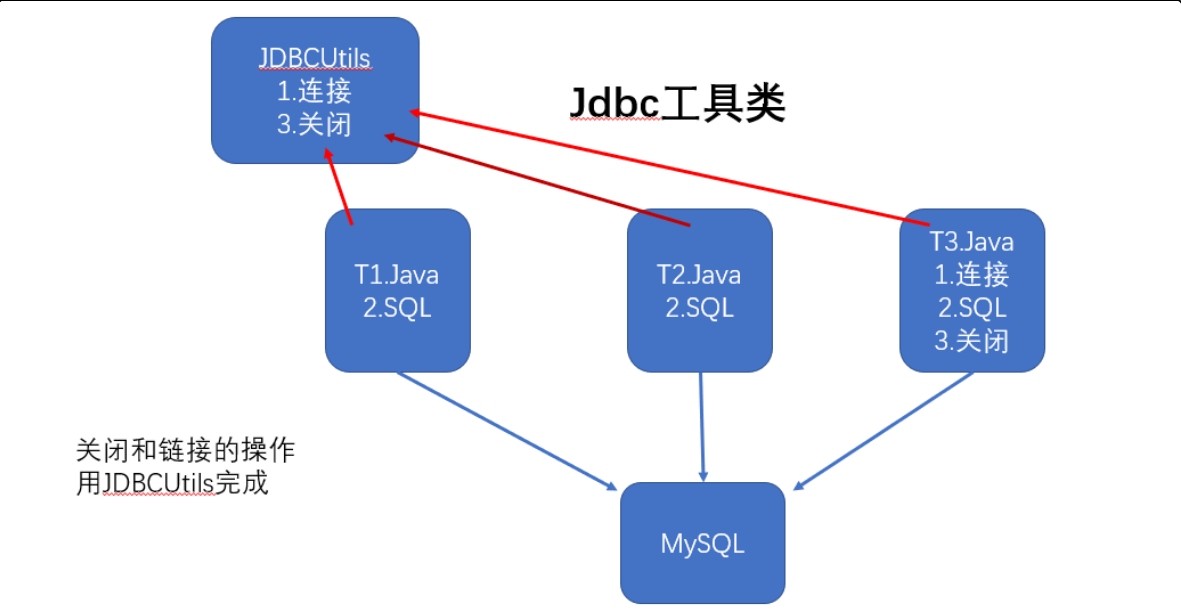 JDBCUtils
1.连接
3.关闭
Jdbc工具类
T1.Java
2.SQL
T2.Java
2.SQL
T3.Java
1.连接
2.SQL
3.关闭
关闭和链接的操作
用JDBCUtils完成
MySQL